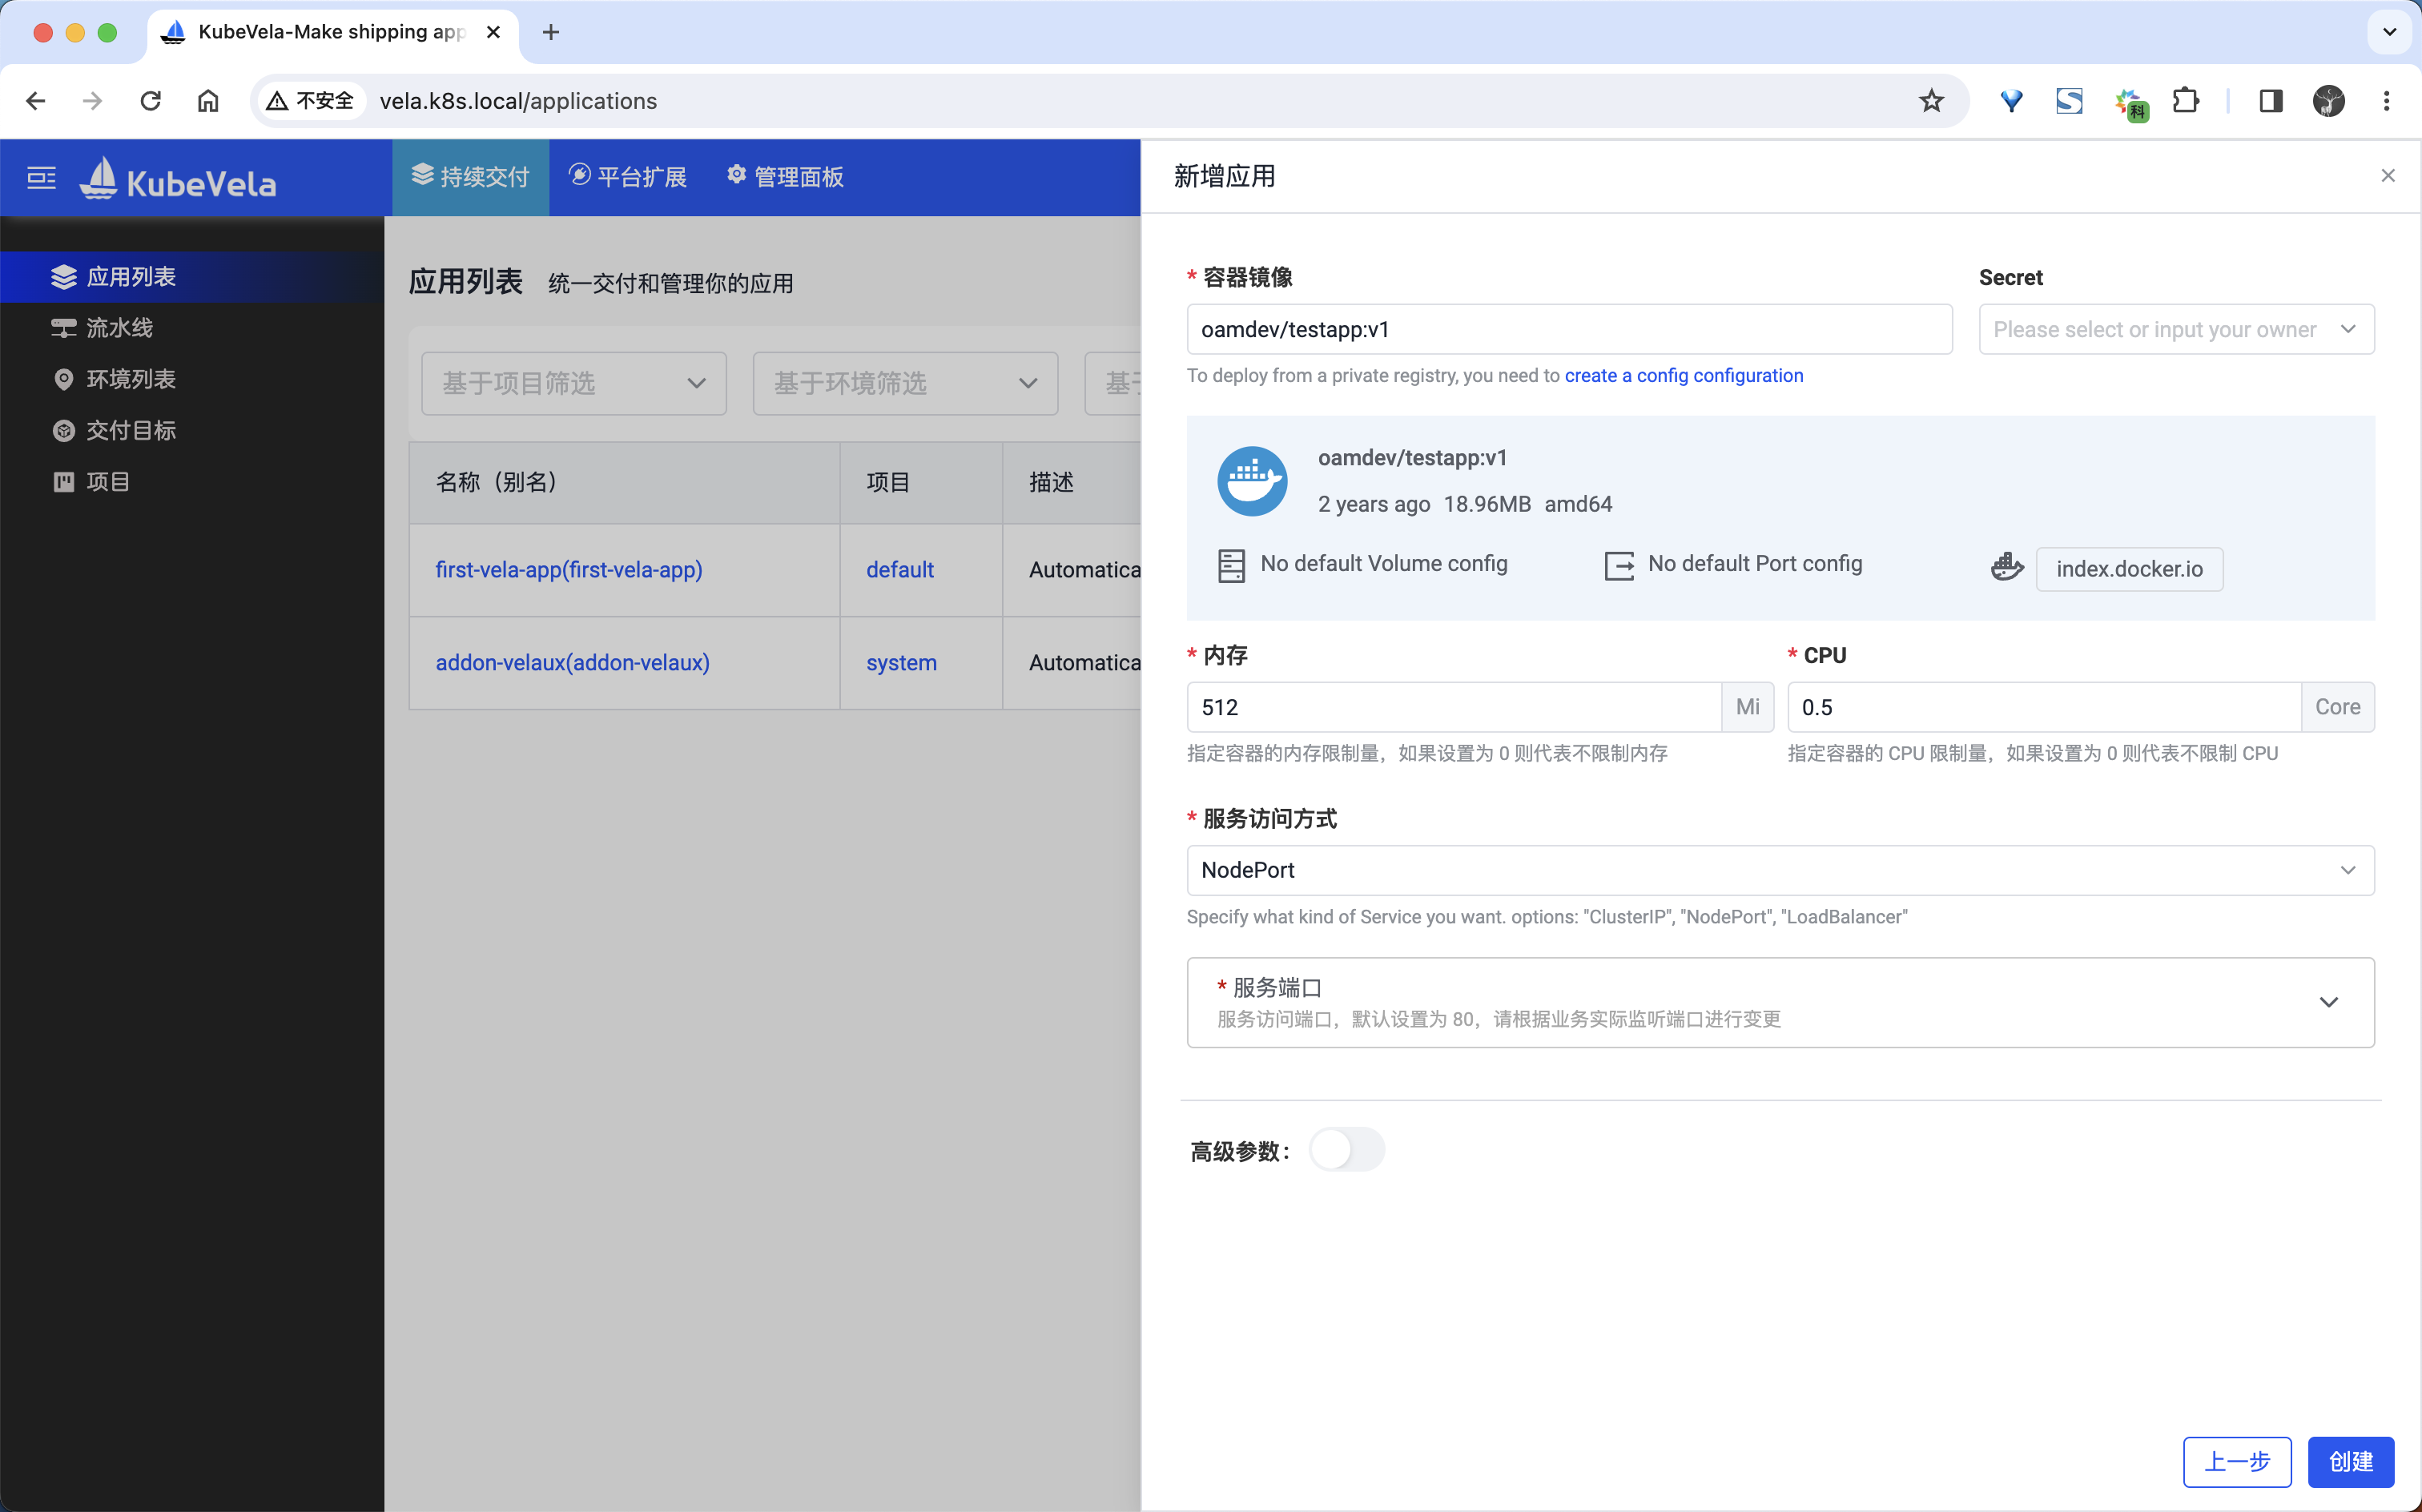 KubeVela-Make shipping app
不安全
vela.k8s.local/applications
科
KubeVela
持续交付
平台扩展
管理面板
应用列表
流水线
环境列表
交付目标
项目
应用列表 统一交付和管理你的应用
基于项目筛选
基于环境筛选
基于
名称（别名）
项目
描述
first-vela-app(first-vela-app)
default
Automatica
addon-velaux(addon-velaux)
system
Automatica
新增应用
* 容器镜像
Secret
oamdev/testapp:v1
Please select or input your owner
To deploy from a private registry, you need to create a config configuration
oamdev/testapp:v1
2 years ago 18.96MB amd64
No default Volume config
No default Port config
index.docker.io
* 内存
* CPU
512
Mi
0.5
Core
指定容器的内存限制量，如果设置为 0 则代表不限制内存
指定容器的 CPU 限制量，如果设置为 0 则代表不限制 CPU
* 服务访问方式
NodePort
Specify what kind of Service you want. options: "ClusterIP", "NodePort", "LoadBalancer"
* 服务端口
服务访问端口，默认设置为 80，请根据业务实际监听端口进行变更
高级参数：
上一步
创建